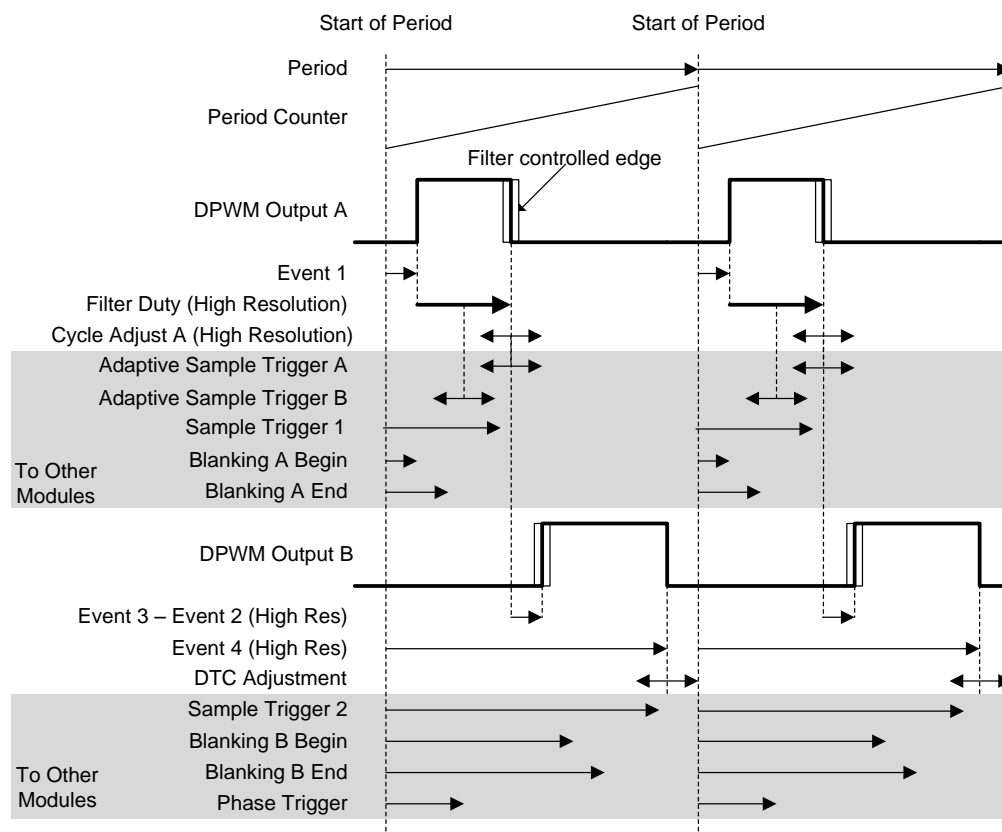 Start of Period
Start of Period
Period
Period Counter
Filter controlled edge
DPWM Output A
Event 1
Filter Duty (High Resolution)
Cycle Adjust A (High Resolution)
Adaptive Sample Trigger A
Adaptive Sample Trigger B
Sample Trigger 1
Blanking A Begin
To Other
Modules
Blanking A End
DPWM Output B
Event 3 – Event 2 (High Res)
Event 4 (High Res)
DTC Adjustment
Sample Trigger 2
Blanking B Begin
Blanking B End
To Other
Modules
Phase Trigger